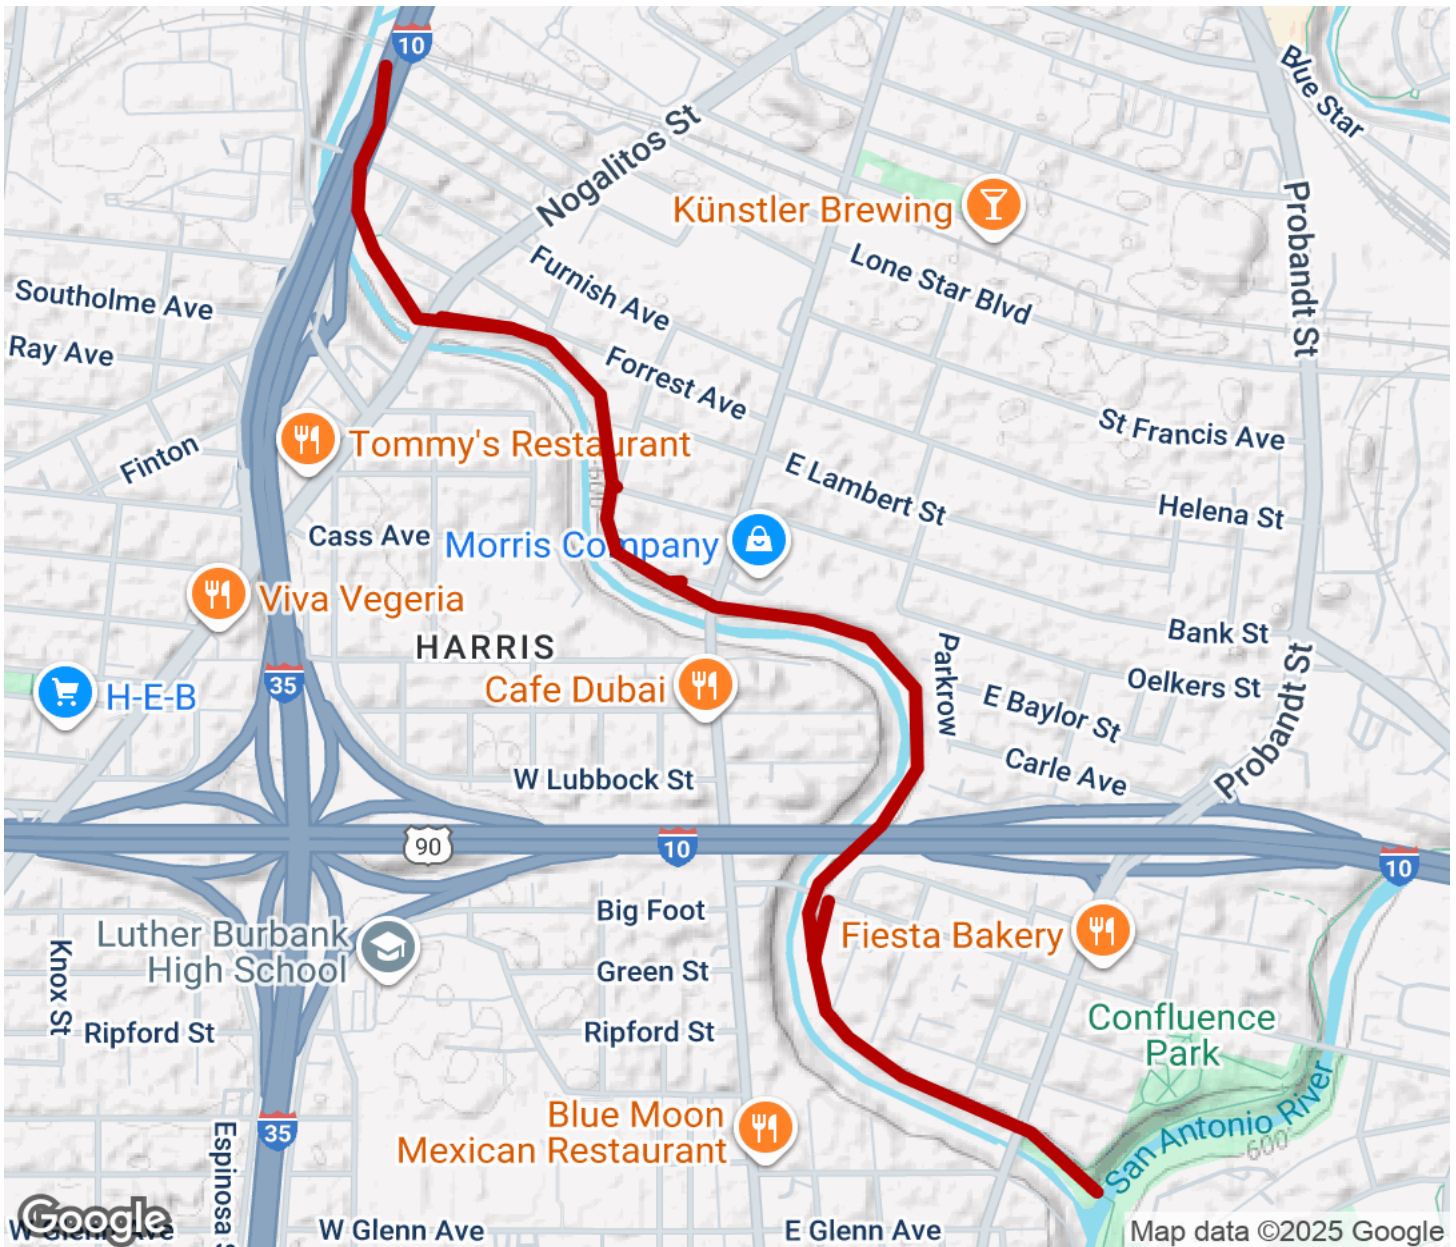 10
Blue Star
Nogalitos St
Künstler Brewing
Probandt St
Furnish Ave
Lone Star Blvd
Southolme Ave
Ray Ave
Forrest Ave
St Francis Ave
Finton
Tommy's Restaurant
E Lambert St
Helena St
Cass Ave
Morris Company
Viva Vegeria
Bank St
HARRIS
Parkrow
35
H-E-B
Cafe Dubai
Oelkers St
E Baylor St
Probandt St
Carle Ave
W Lubbock St
90
10
10
Big Foot
Luther Burbank
High School
Fiesta Bakery
Knox St
Green St
Ripford St
Ripford St
Confluence
Park
San Antonio River
600
Blue Moon
Mexican Restaurant
35
Espinosa S
Google
W Glenn Ave
W Glenn Ave
E Glenn Ave
Map data ©2025 Google